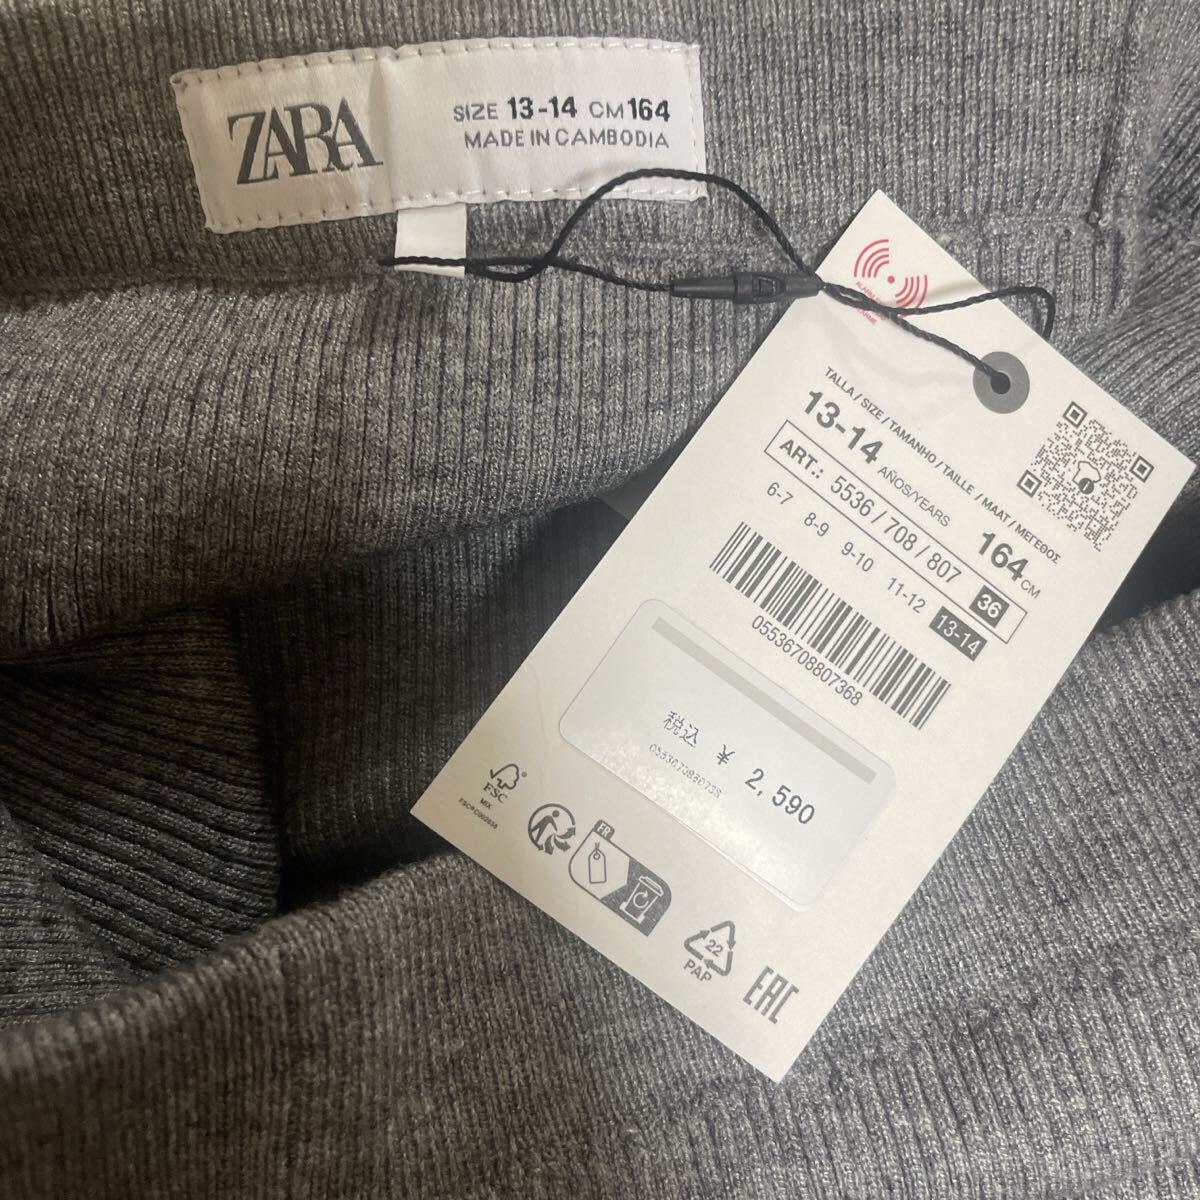 ZARA
SIZE 13-14 CM 164
MADE IN CAMBODIA
TALLA / SIZE / TAMANHO / TAILLE / MAAT / ΜΕΓΕΘΟΣ
13-14 AÑOS/YEARS 164 CM
ART.: 5536 / 708 / 807 36
6-7 8-9 9-10 11-12 13-14
05536708807368
税込 ¥ 2,590
FSC
MIX
FR
22
PAP
EAC